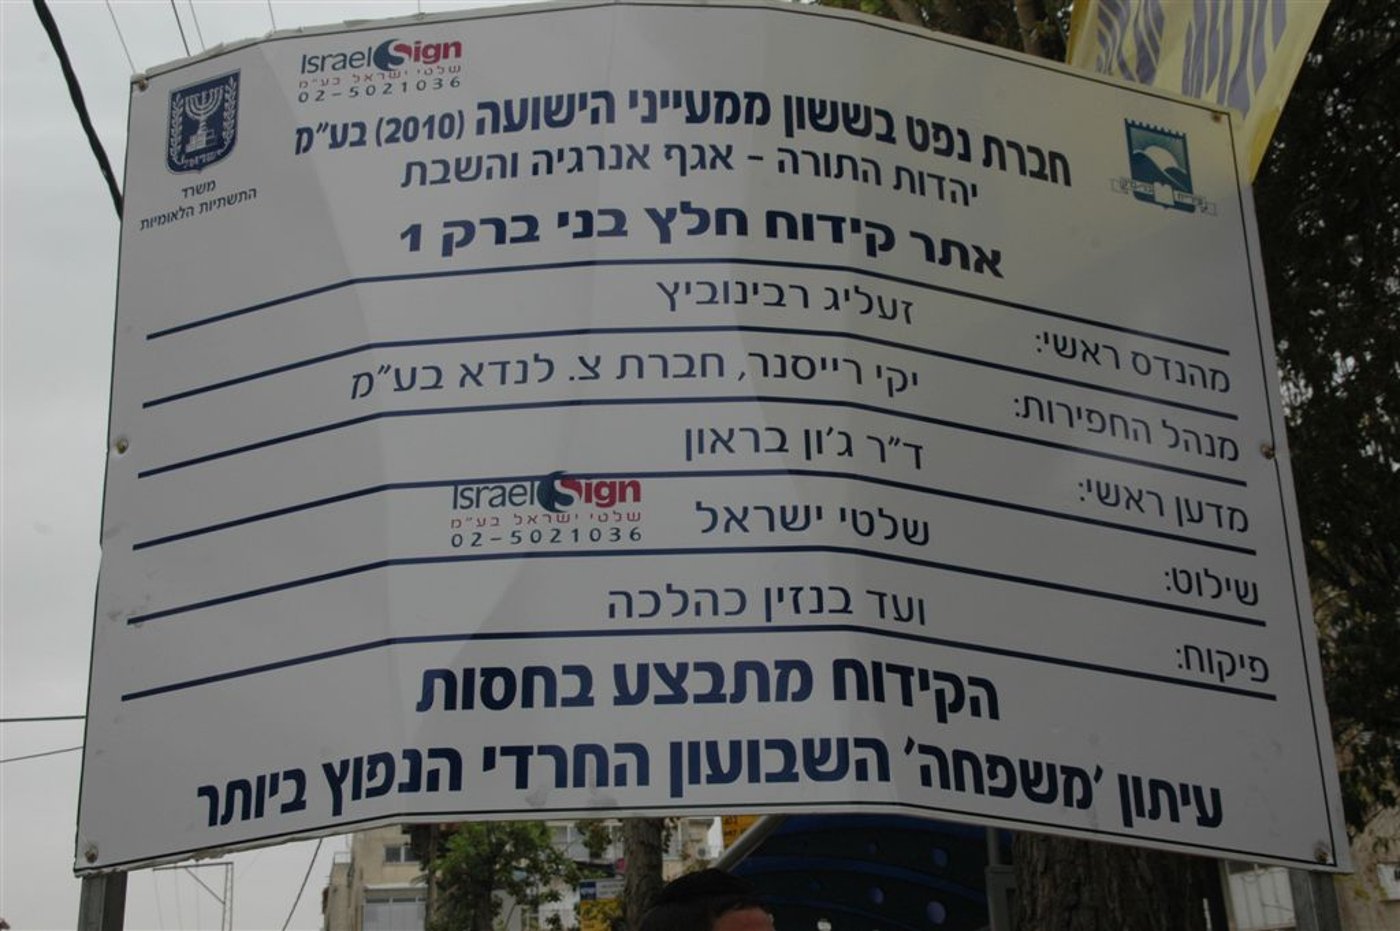 IsraelSign
שלטי ישראל בע"מ
02-5021036
משרד
התשתיות הלאומיות
חברת נפט בששון ממעייני הישועה (2010) בע"מ
יהדות התורה - אגף אנרגיה והשבת
אתר קידוח חלץ בני ברק 1
מהנדס ראשי: זעליג רבינוביץ
מנהל החפירות: יקי רייסנר, חברת צ. לנדא בע"מ
מדען ראשי: ד"ר ג'ון בראון
שילוט: שלטי ישראל IsraelSign
שלטי ישראל בע"מ
02-5021036
פיקוח: ועד בנזין כהלכה
הקידוח מתבצע בחסות
עיתון 'משפחה' השבועון החרדי הנפוץ ביותר